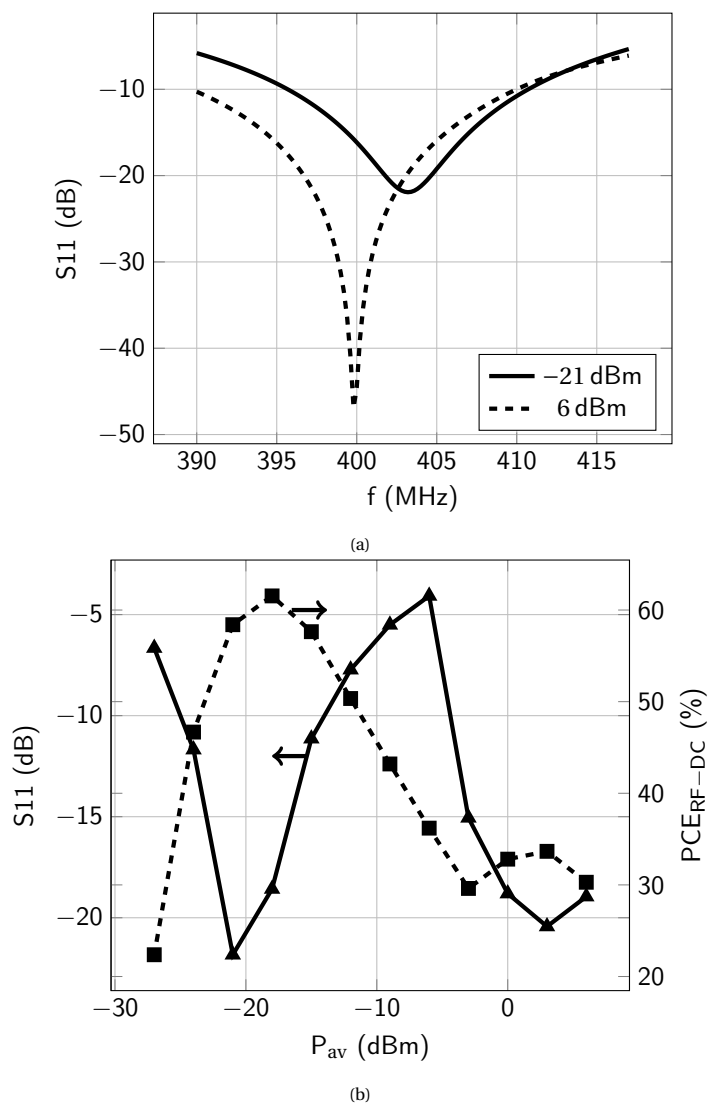 −10
−20
−30
−40
−50
S11 (dB)
−21 dBm
6 dBm
390 395 400 405 410 415
f (MHz)
(a)
−5
−10
−15
−20
S11 (dB)
60
50
40
30
20
PCE_RF−DC (%)
−30 −20 −10 0
P_av (dBm)
(b)